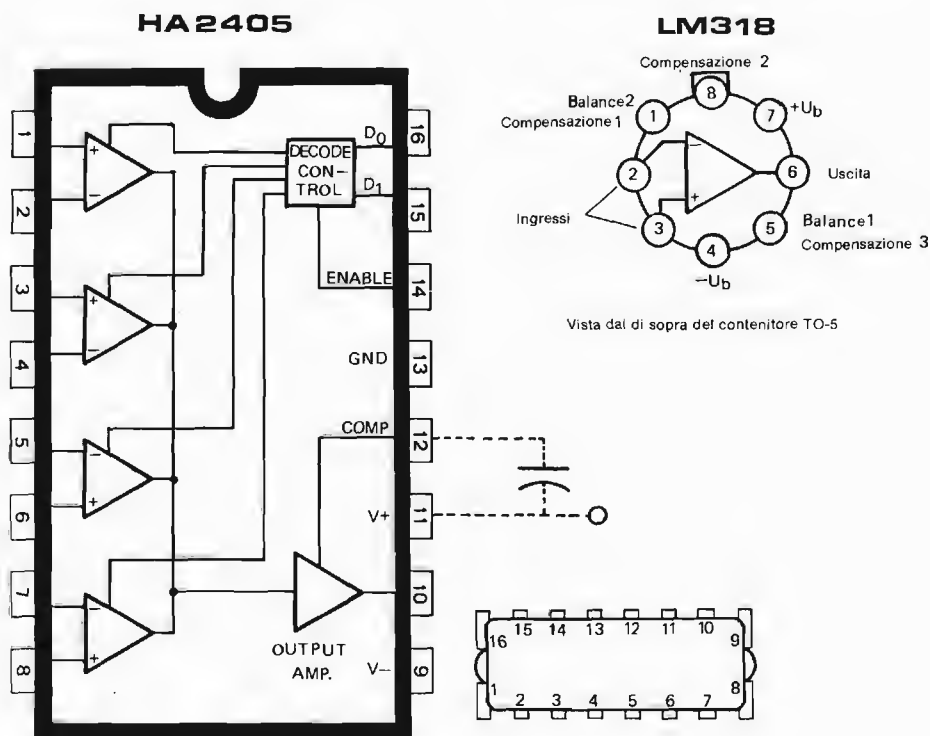 HA2405
1
2
3
4
5
6
7
8
+
−
+
−
−
+
−
+
DECODE
CON-
TROL
D0
D1
ENABLE
GND
COMP
V+
OUTPUT
AMP.
V−
16
15
14
13
12
11
10
9
LM318
Compensazione 2
8
Balance2
Compensazione1
1
7
+Ub
2
−
+
6
Uscita
Ingressi
3
5
Balance1
Compensazione 3
4
−Ub
Vista dal di sopra del contenitore TO-5
16 15 14 13 12 11 10 9
1 2 3 4 5 6 7 8